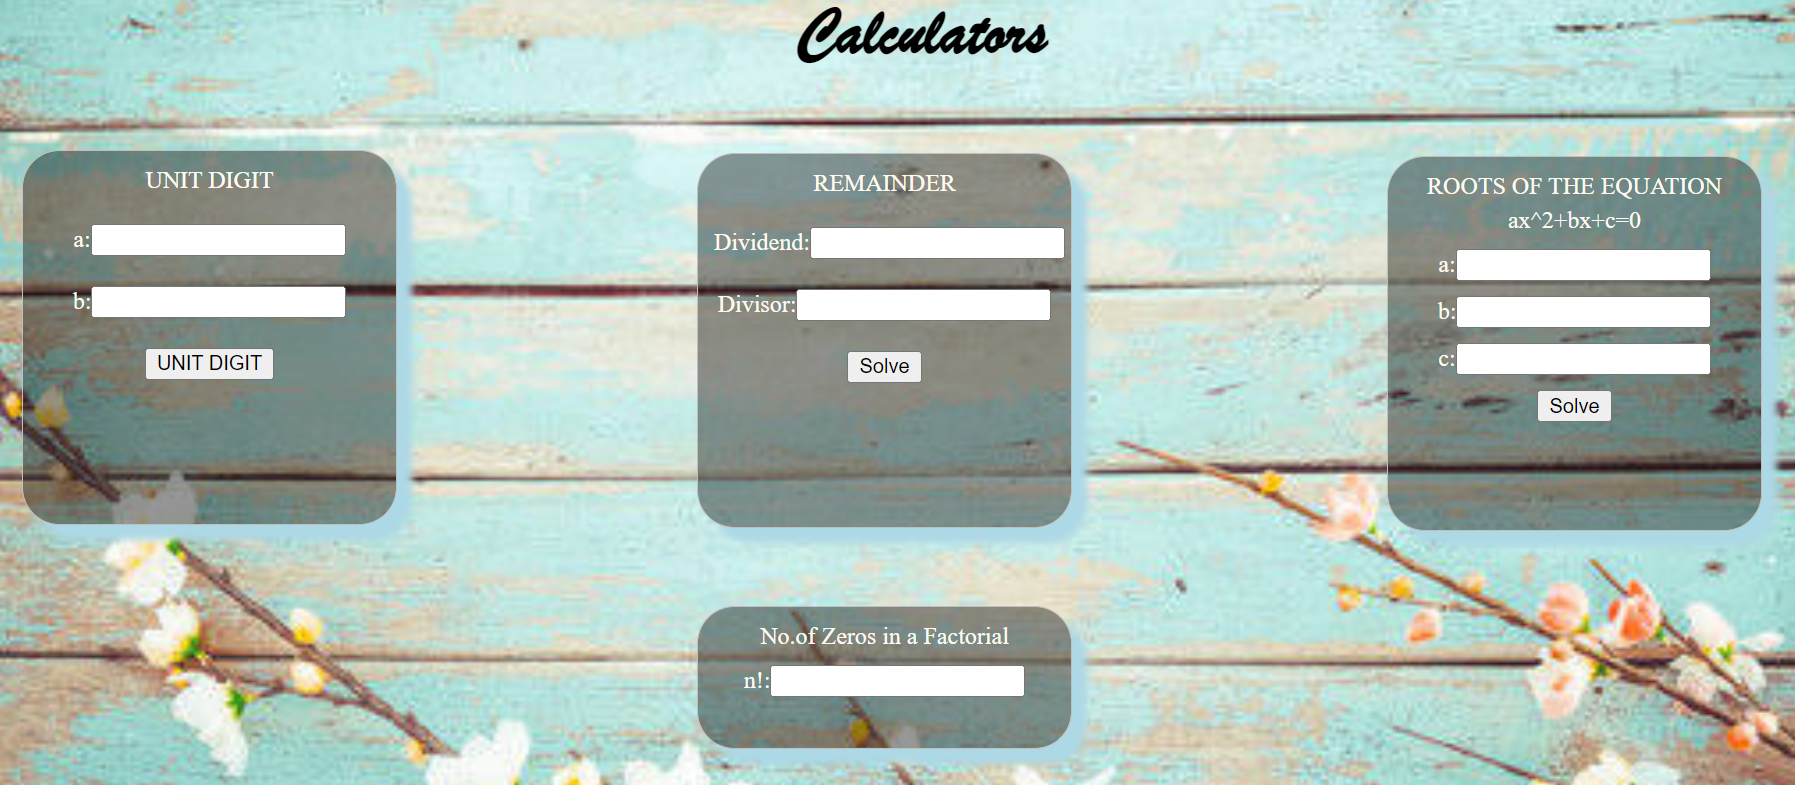 Calculators
UNIT DIGIT
a:
b:
UNIT DIGIT
REMAINDER
Dividend:
Divisor:
Solve
ROOTS OF THE EQUATION
ax^2+bx+c=0
a:
b:
c:
Solve
No.of Zeros in a Factorial
n!: